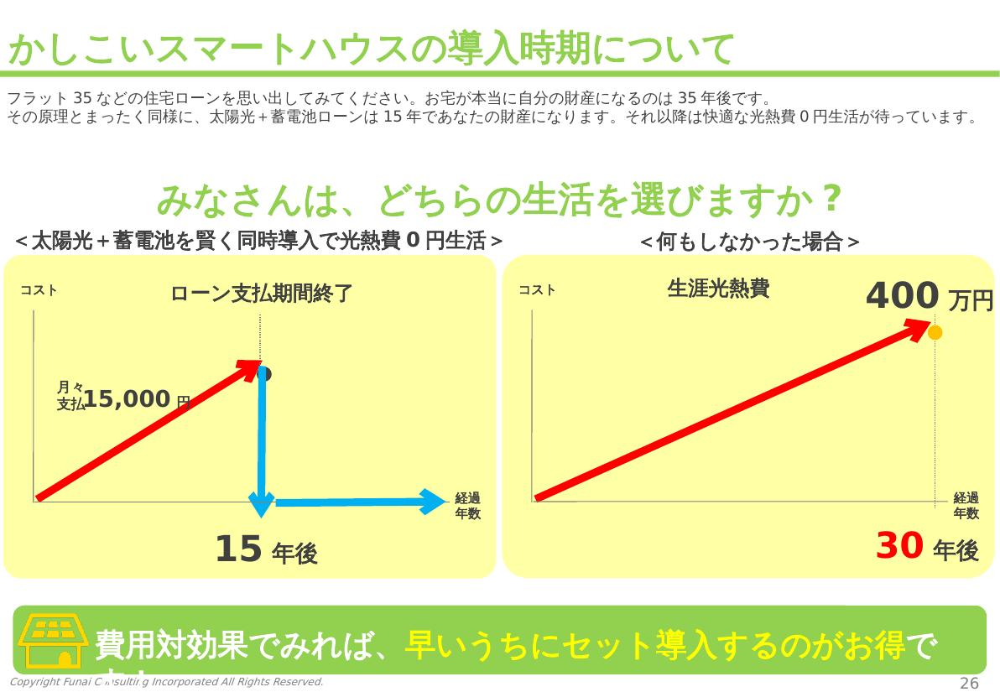 かしこいスマートハウスの導入時期について
フラット 35 などの住宅ローンを思い出してみてください。お宅が本当に自分の財産になるのは 35 年後です。
その原理とまったく同様に、太陽光＋蓄電池ローンは 15 年であなたの財産になります。それ以降は快適な光熱費 0 円生活が待っています。
みなさんは、どちらの生活を選びますか ?
＜太陽光＋蓄電池を賢く同時導入で光熱費 0 円生活＞
コスト
ローン支払期間終了
月々
支払15,000 円
経過
年数
15 年後
＜何もしなかった場合＞
コスト
生涯光熱費
400 万円
経過
年数
30 年後
費用対効果でみれば、早いうちにセット導入するのがお得で
す！
Copyright Funai Consulting Incorporated All Rights Reserved.
26